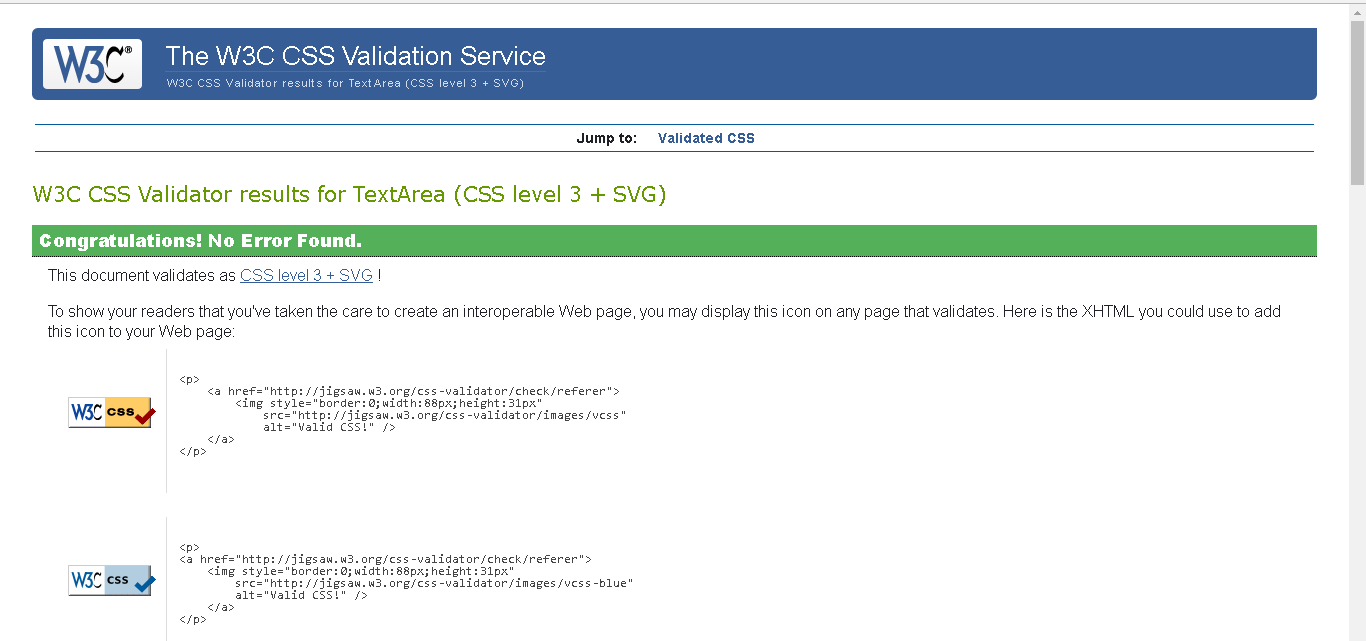 W3C®
The W3C CSS Validation Service
W3C CSS Validator results for TextArea (CSS level 3 + SVG)
Jump to: Validated CSS
W3C CSS Validator results for TextArea (CSS level 3 + SVG)
Congratulations! No Error Found.
This document validates as CSS level 3 + SVG !
To show your readers that you've taken the care to create an interoperable Web page, you may display this icon on any page that validates. Here is the XHTML you could use to add
this icon to your Web page:
W3C CSS
<p>
<a href="http://jigsaw.w3.org/css-validator/check/referer">
<img style="border:0;width:88px;height:31px"
src="http://jigsaw.w3.org/css-validator/images/vcss"
alt="Valid CSS!" />
</a>
</p>
W3C CSS
<p>
<a href="http://jigsaw.w3.org/css-validator/check/referer">
<img style="border:0;width:88px;height:31px"
src="http://jigsaw.w3.org/css-validator/images/vcss-blue"
alt="Valid CSS!" />
</a>
</p>